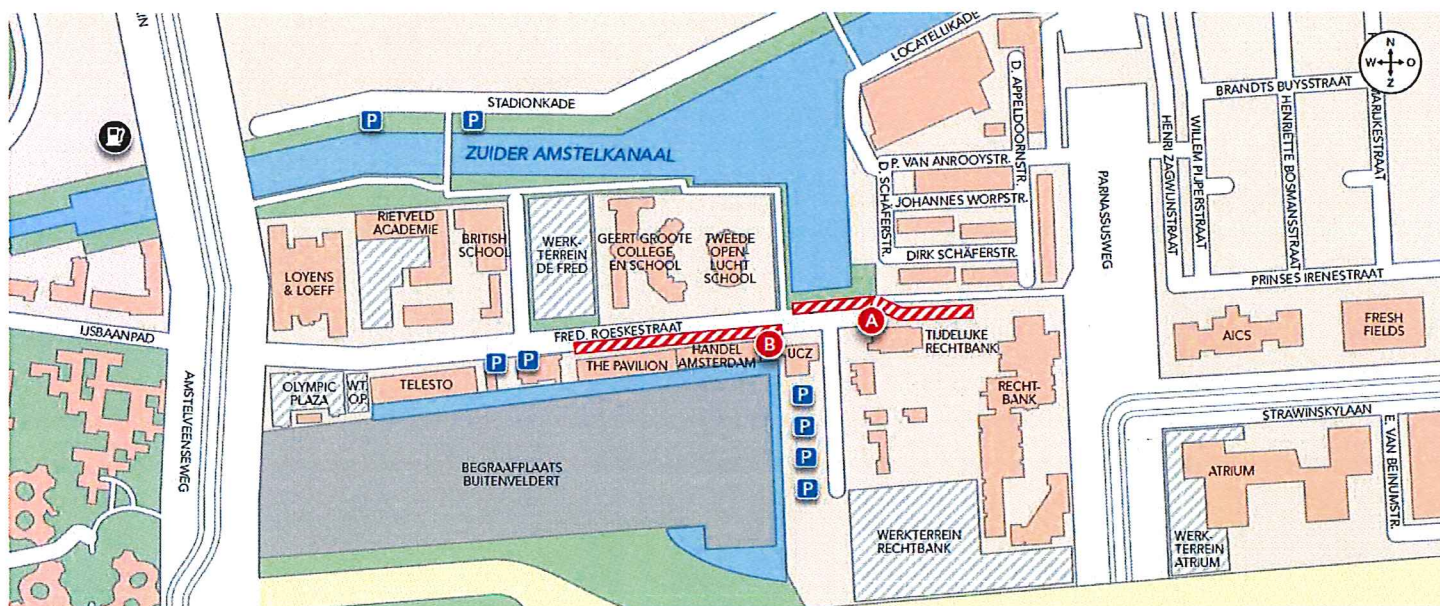 EIN
STADIONKADE
P
P
ZUIDER AMSTELKANAAL
LOCATELLIKADE
D. APPELDOORNSTR.
P. VAN ANROOYSTR.
D. SCHÄFERSTR.
JOHANNES WORPSTR.
DIRK SCHÄFERSTR.
PARNASSUSWEG
HENRI ZAGWIJNSTRAAT
WILLEM PIJPERSTRAAT
HENRIETTE BOSMANSSTRAAT
MARIJKESTRAAT
BRANDTS BUYSSTRAAT
N
W
O
Z
PRINSES IRENESTRAAT
RIETVELD
ACADEMIE
BRITISH
SCHOOL
LOYENS
& LOEFF
WERK-
TERREIN
DE FRED
GEERT GROOTE
COLLEGE
EN SCHOOL
TWEEDE
OPEN-
LUCHT
SCHOOL
IJSBAANPAD
AMSTELVEENSEWEG
FRED. ROESKESTRAAT
A
B
TIJDELIJKE
RECHTBANK
AICS
FRESH
FIELDS
P
P
OLYMPIC
PLAZA
WT
O.P.
TELESTO
THE PAVILION
HANDEL
AMSTERDAM
UCZ
P
P
P
P
RECHT-
BANK
STRAWINSKYLAAN
E. VAN BEINUMSTR.
BEGRAAFPLAATS
BUITENVELDERT
ATRIUM
WERKTERREIN
RECHTBANK
WERK-
TERREIN
ATRIUM